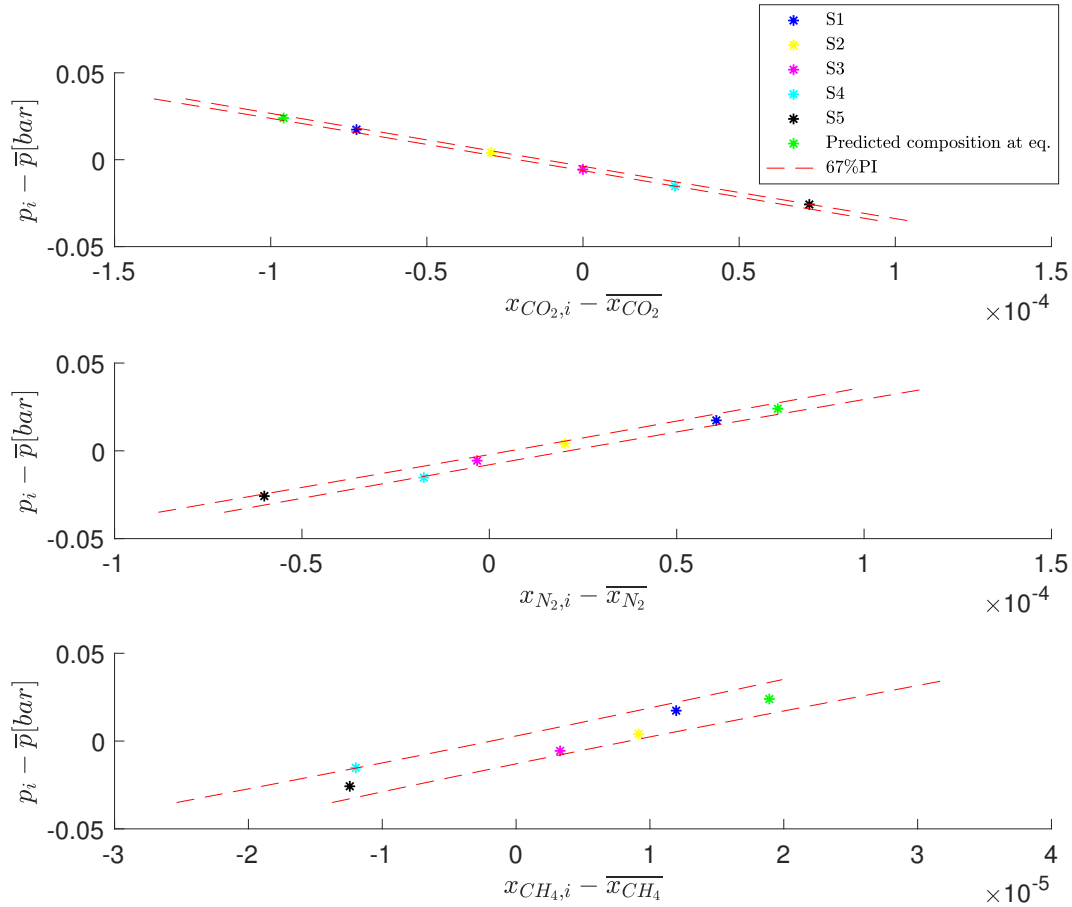 S1
S2
S3
S4
S5
Predicted composition at eq.
67%PI
0.05
0
-0.05
p_i − \overline{p}[bar]
-1.5 -1 -0.5 0 0.5 1 1.5
×10^{-4}
x_{CO_2,i} − \overline{x_{CO_2}}
0.05
0
-0.05
p_i − \overline{p}[bar]
-1 -0.5 0 0.5 1 1.5
×10^{-4}
x_{N_2,i} − \overline{x_{N_2}}
0.05
0
-0.05
p_i − \overline{p}[bar]
-3 -2 -1 0 1 2 3 4
×10^{-5}
x_{CH_4,i} − \overline{x_{CH_4}}